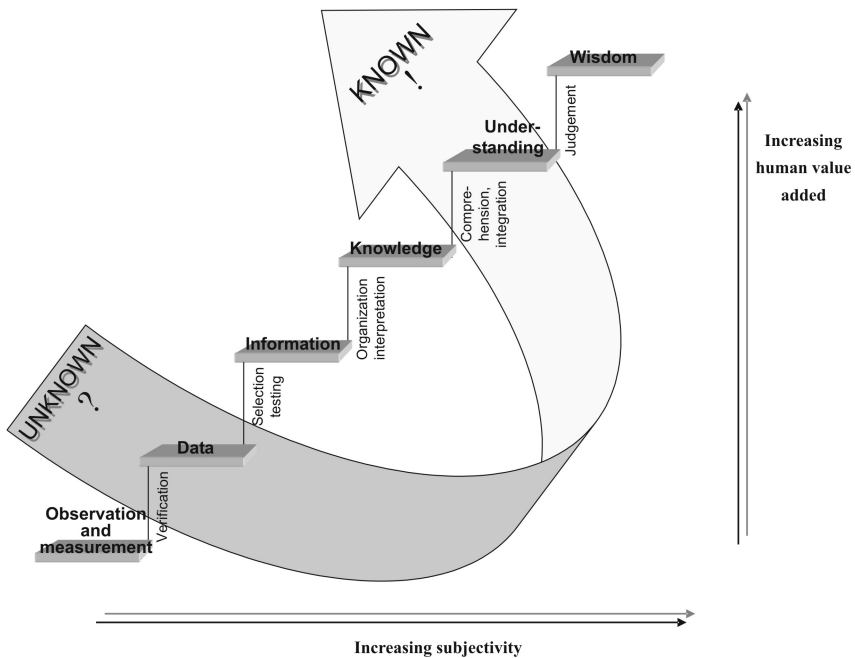 KNOWN
!
Wisdom
Judgement
Under-
standing
Compre-
hension,
integration
Knowledge
Organization
interpretation
Information
Selection
testing
UNKNOWN
?
Data
Verification
Observation
and
measurement
Increasing
human value
added
Increasing subjectivity